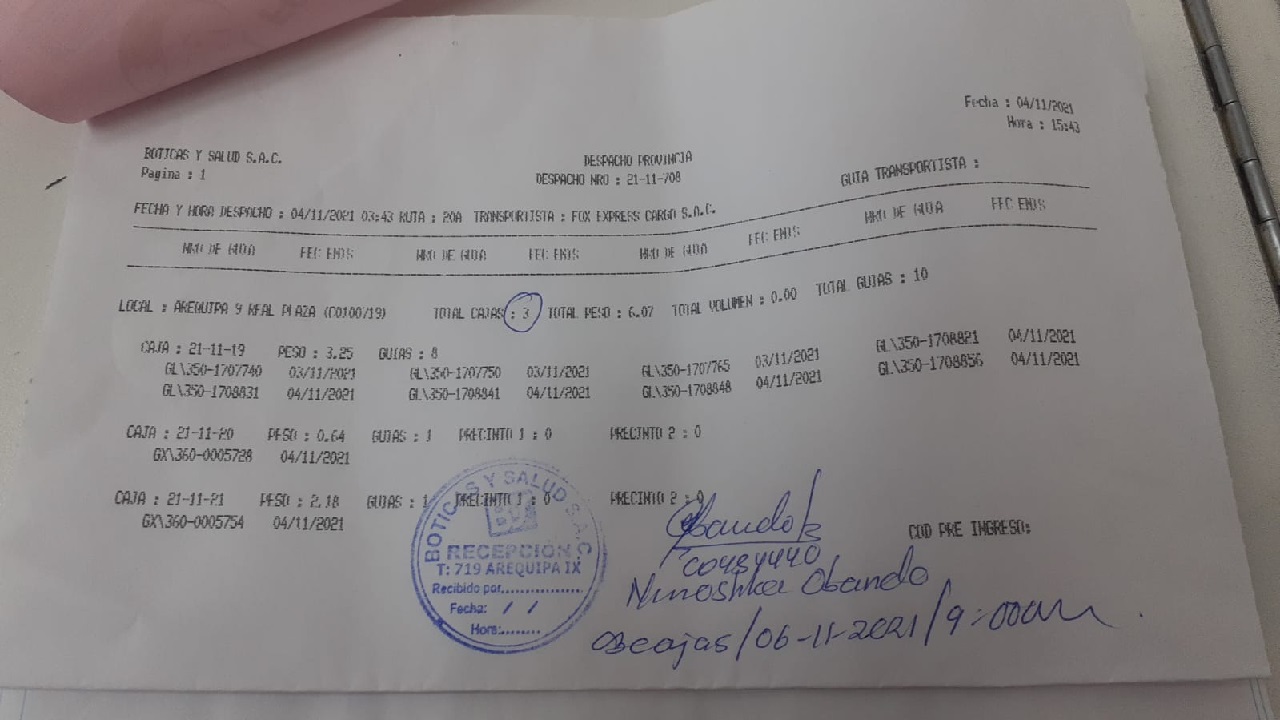 Fecha : 04/11/2021
Hora : 15:43
BOTICAS Y SALUD S.A.C.
DESPACHO PROVINCIA
Pagina : 1
DESPACHO NRO : 21-11-708
GUIA TRANSPORTISTA :
FECHA Y HORA DESPACHO : 04/11/2021 03:43 RUTA : 20A TRANSPORTISTA : FOX EXPRESS CARGO S.A.C.
NRO DE GUIA FEC EMIS NRO DE GUIA FEC EMIS NRO DE GUIA FEC EMIS NRO DE GUIA FEC EMIS
LOCAL : AREQUIPA 9 REAL PLAZA (C0100719) TOTAL CAJAS : 3 TOTAL PESO : 6.07 TOTAL VOLUMEN : 0.00 TOTAL GUIAS : 10
CAJA : 21-11-19 PESO : 3.25 GUIAS : 8
GL\350-1707740 03/11/2021 GL\350-1707750 03/11/2021 GL\350-1707765 03/11/2021 GL\350-1708821 04/11/2021
GL\350-1708831 04/11/2021 GL\350-1708841 04/11/2021 GL\350-1708848 04/11/2021 GL\350-1708856 04/11/2021
CAJA : 21-11-20 PESO : 0.64 GUIAS : 1 PRECINTO 1 : 0 PRECINTO 2 : 0
GX\360-0005728 04/11/2021
CAJA : 21-11-21 PESO : 2.18 GUIAS : 1 PRECINTO 1 : 0 PRECINTO 2 : 0
GX\360-0005754 04/11/2021
COD PRE INGRESO:
BOTICAS Y SALUD S.A.C.
RECEPCIÓN
T: 719 AREQUIPA IX
Recibido por.................
Fecha: / /
Hora:........
Obando
Ninoshka Obando
03cajas/06-11-2021/9:00am